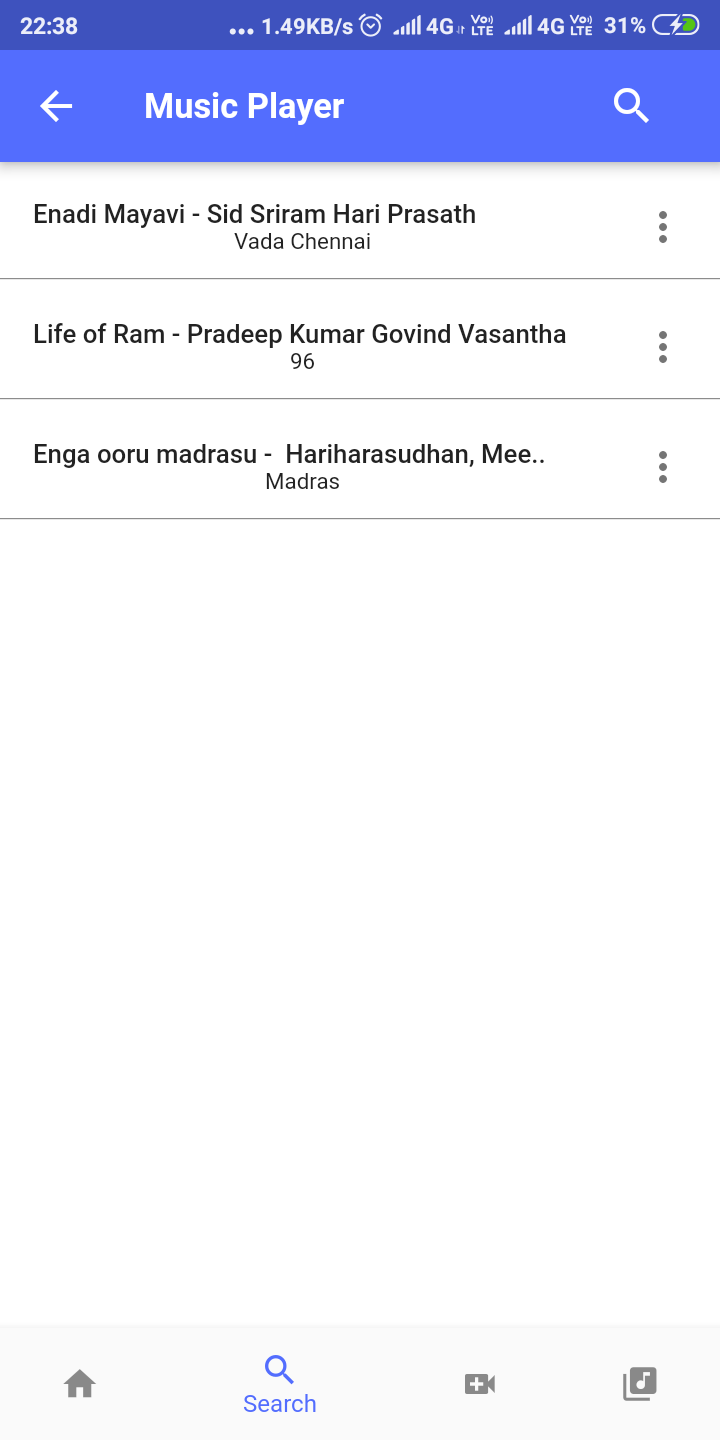 22:38 ... 1.49KB/s 4G Vo) LTE 4G Vo) LTE 31%
Music Player
Enadi Mayavi - Sid Sriram Hari Prasath
Vada Chennai
Life of Ram - Pradeep Kumar Govind Vasantha
96
Enga ooru madrasu -  Hariharasudhan, Mee..
Madras
Search